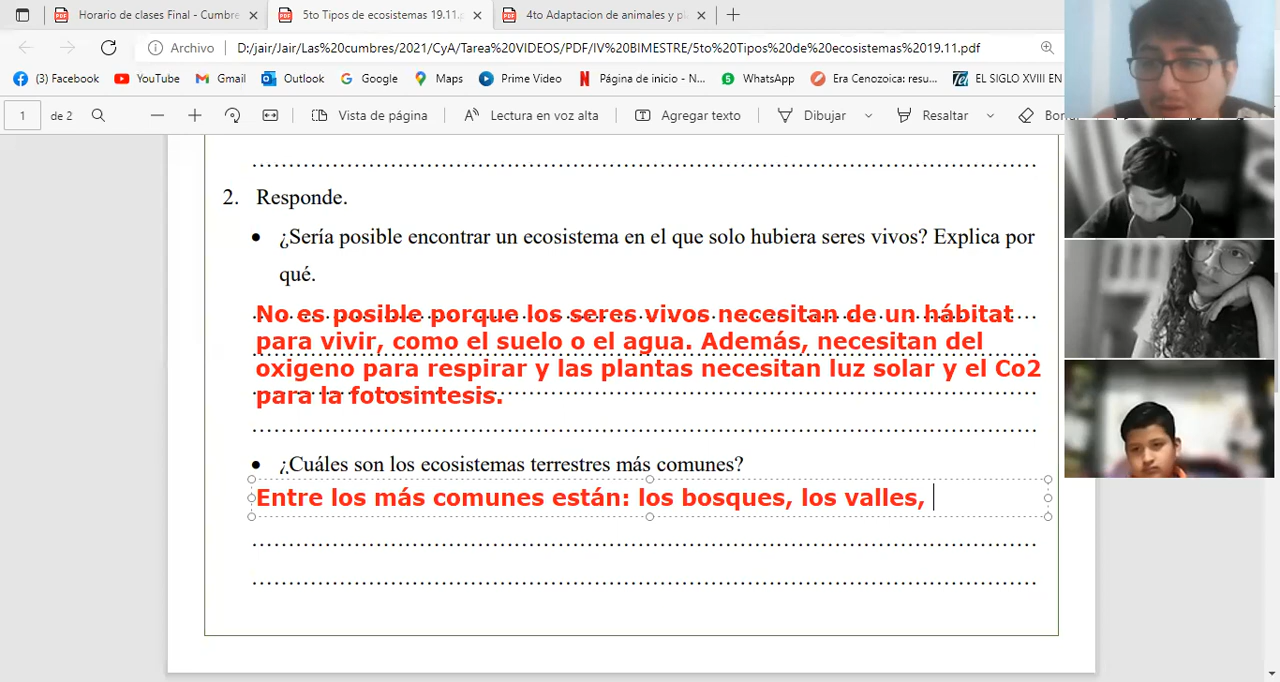 Horario de clases Final - Cumbre
5to Tipos de ecosistemas 19.11.
4to Adaptacion de animales y p
Archivo
D:/jair/Jair/Las%20cumbres/2021/CyA/Tarea%20VIDEOS/PDF/IV%20BIMESTRE/5to%20Tipos%20de%20ecosistemas%2019.11.pdf
(3) Facebook
YouTube
Gmail
Outlook
Google
Maps
Prime Video
Página de inicio - N...
WhatsApp
Era Cenozoica: resu...
EL SIGLO XVIII EN
1
de 2
Vista de página
Lectura en voz alta
Agregar texto
Dibujar
Resaltar
2. Responde.
• ¿Sería posible encontrar un ecosistema en el que solo hubiera seres vivos? Explica por
qué.
No es posible porque los seres vivos necesitan de un hábitat
para vivir, como el suelo o el agua. Además, necesitan del
oxigeno para respirar y las plantas necesitan luz solar y el Co2
para la fotosintesis.
• ¿Cuáles son los ecosistemas terrestres más comunes?
Entre los más comunes están: los bosques, los valles,